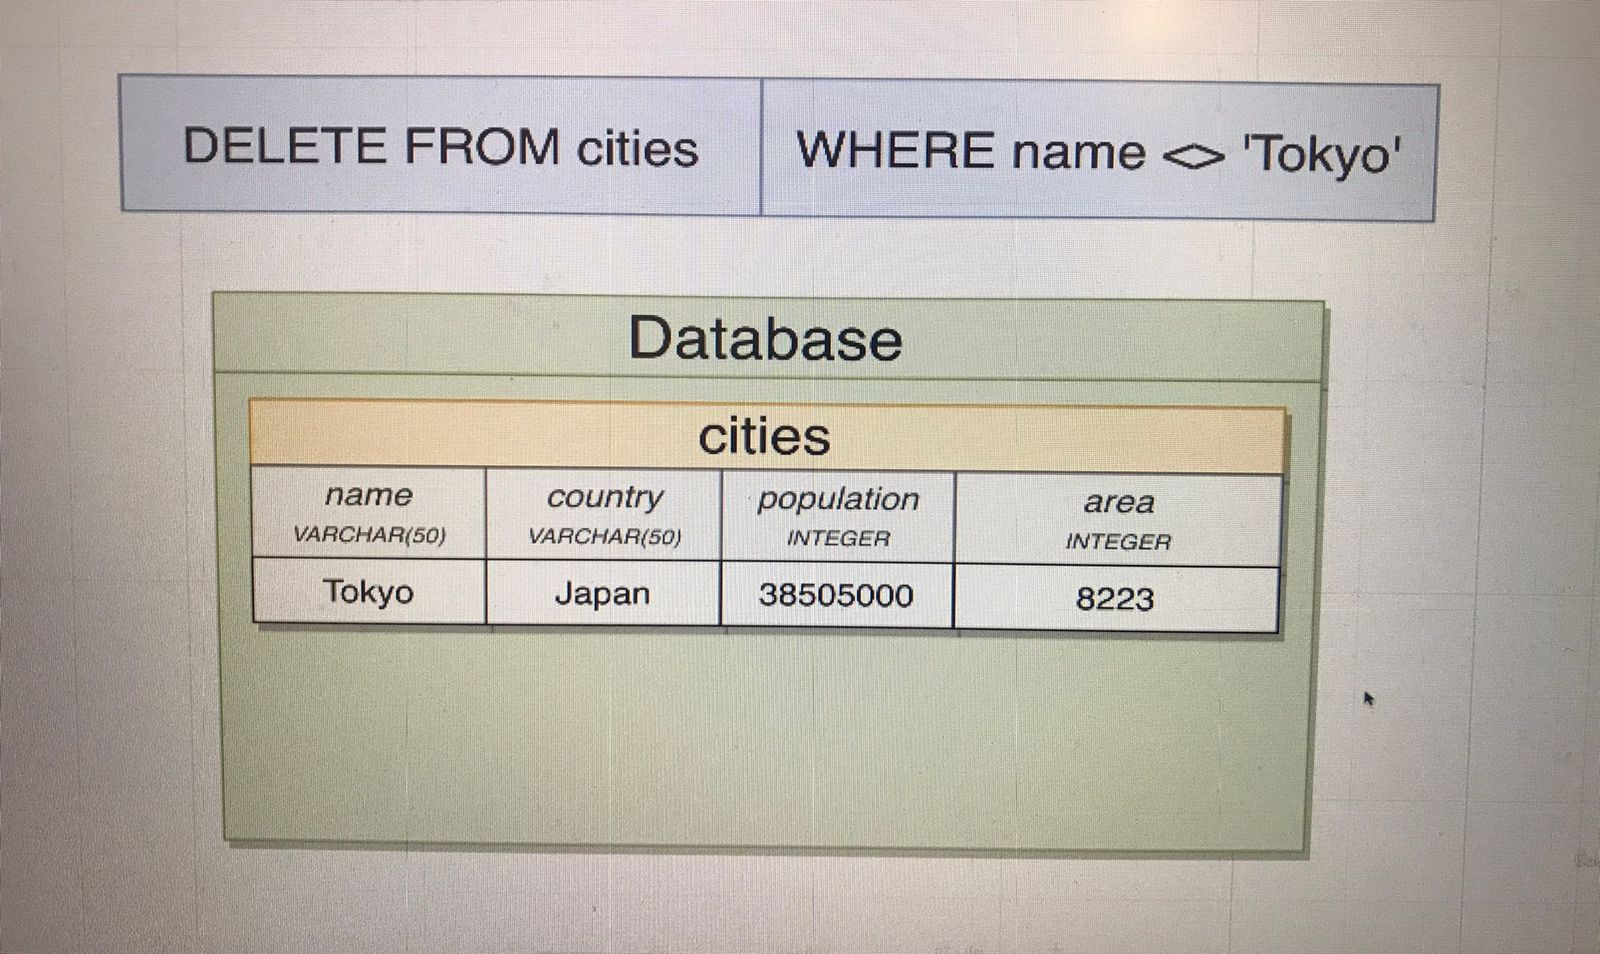 DELETE FROM cities WHERE name <> 'Tokyo'
Database
cities
name country population area
VARCHAR(50) VARCHAR(50) INTEGER INTEGER
Tokyo Japan 38505000 8223